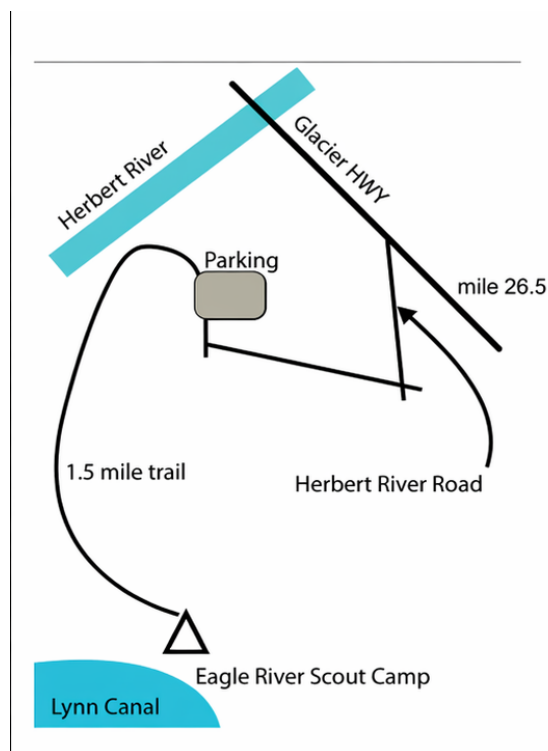 Herbert River
Glacier HWY
Parking
mile 26.5
1.5 mile trail
Herbert River Road
Eagle River Scout Camp
Lynn Canal